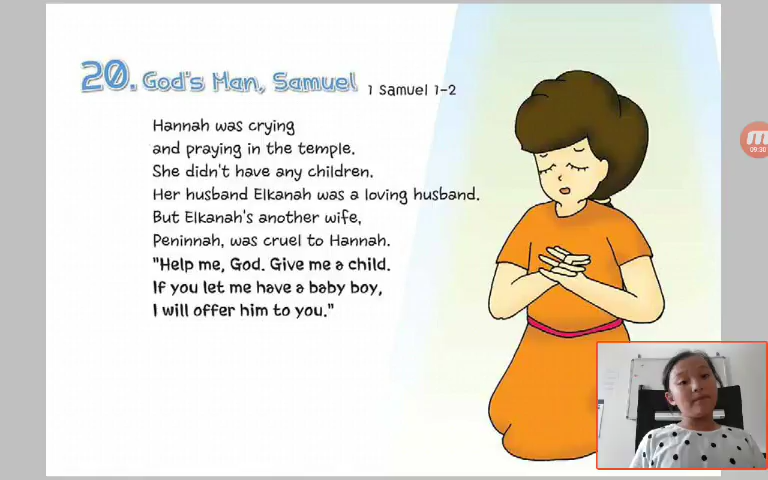 20. God's Man, Samuel 1 Samuel 1-2
Hannah was crying
and praying in the temple.
She didn't have any children.
Her husband Elkanah was a loving husband.
But Elkanah's another wife,
Peninnah, was cruel to Hannah.
"Help me, God. Give me a child.
If you let me have a baby boy,
I will offer him to you."